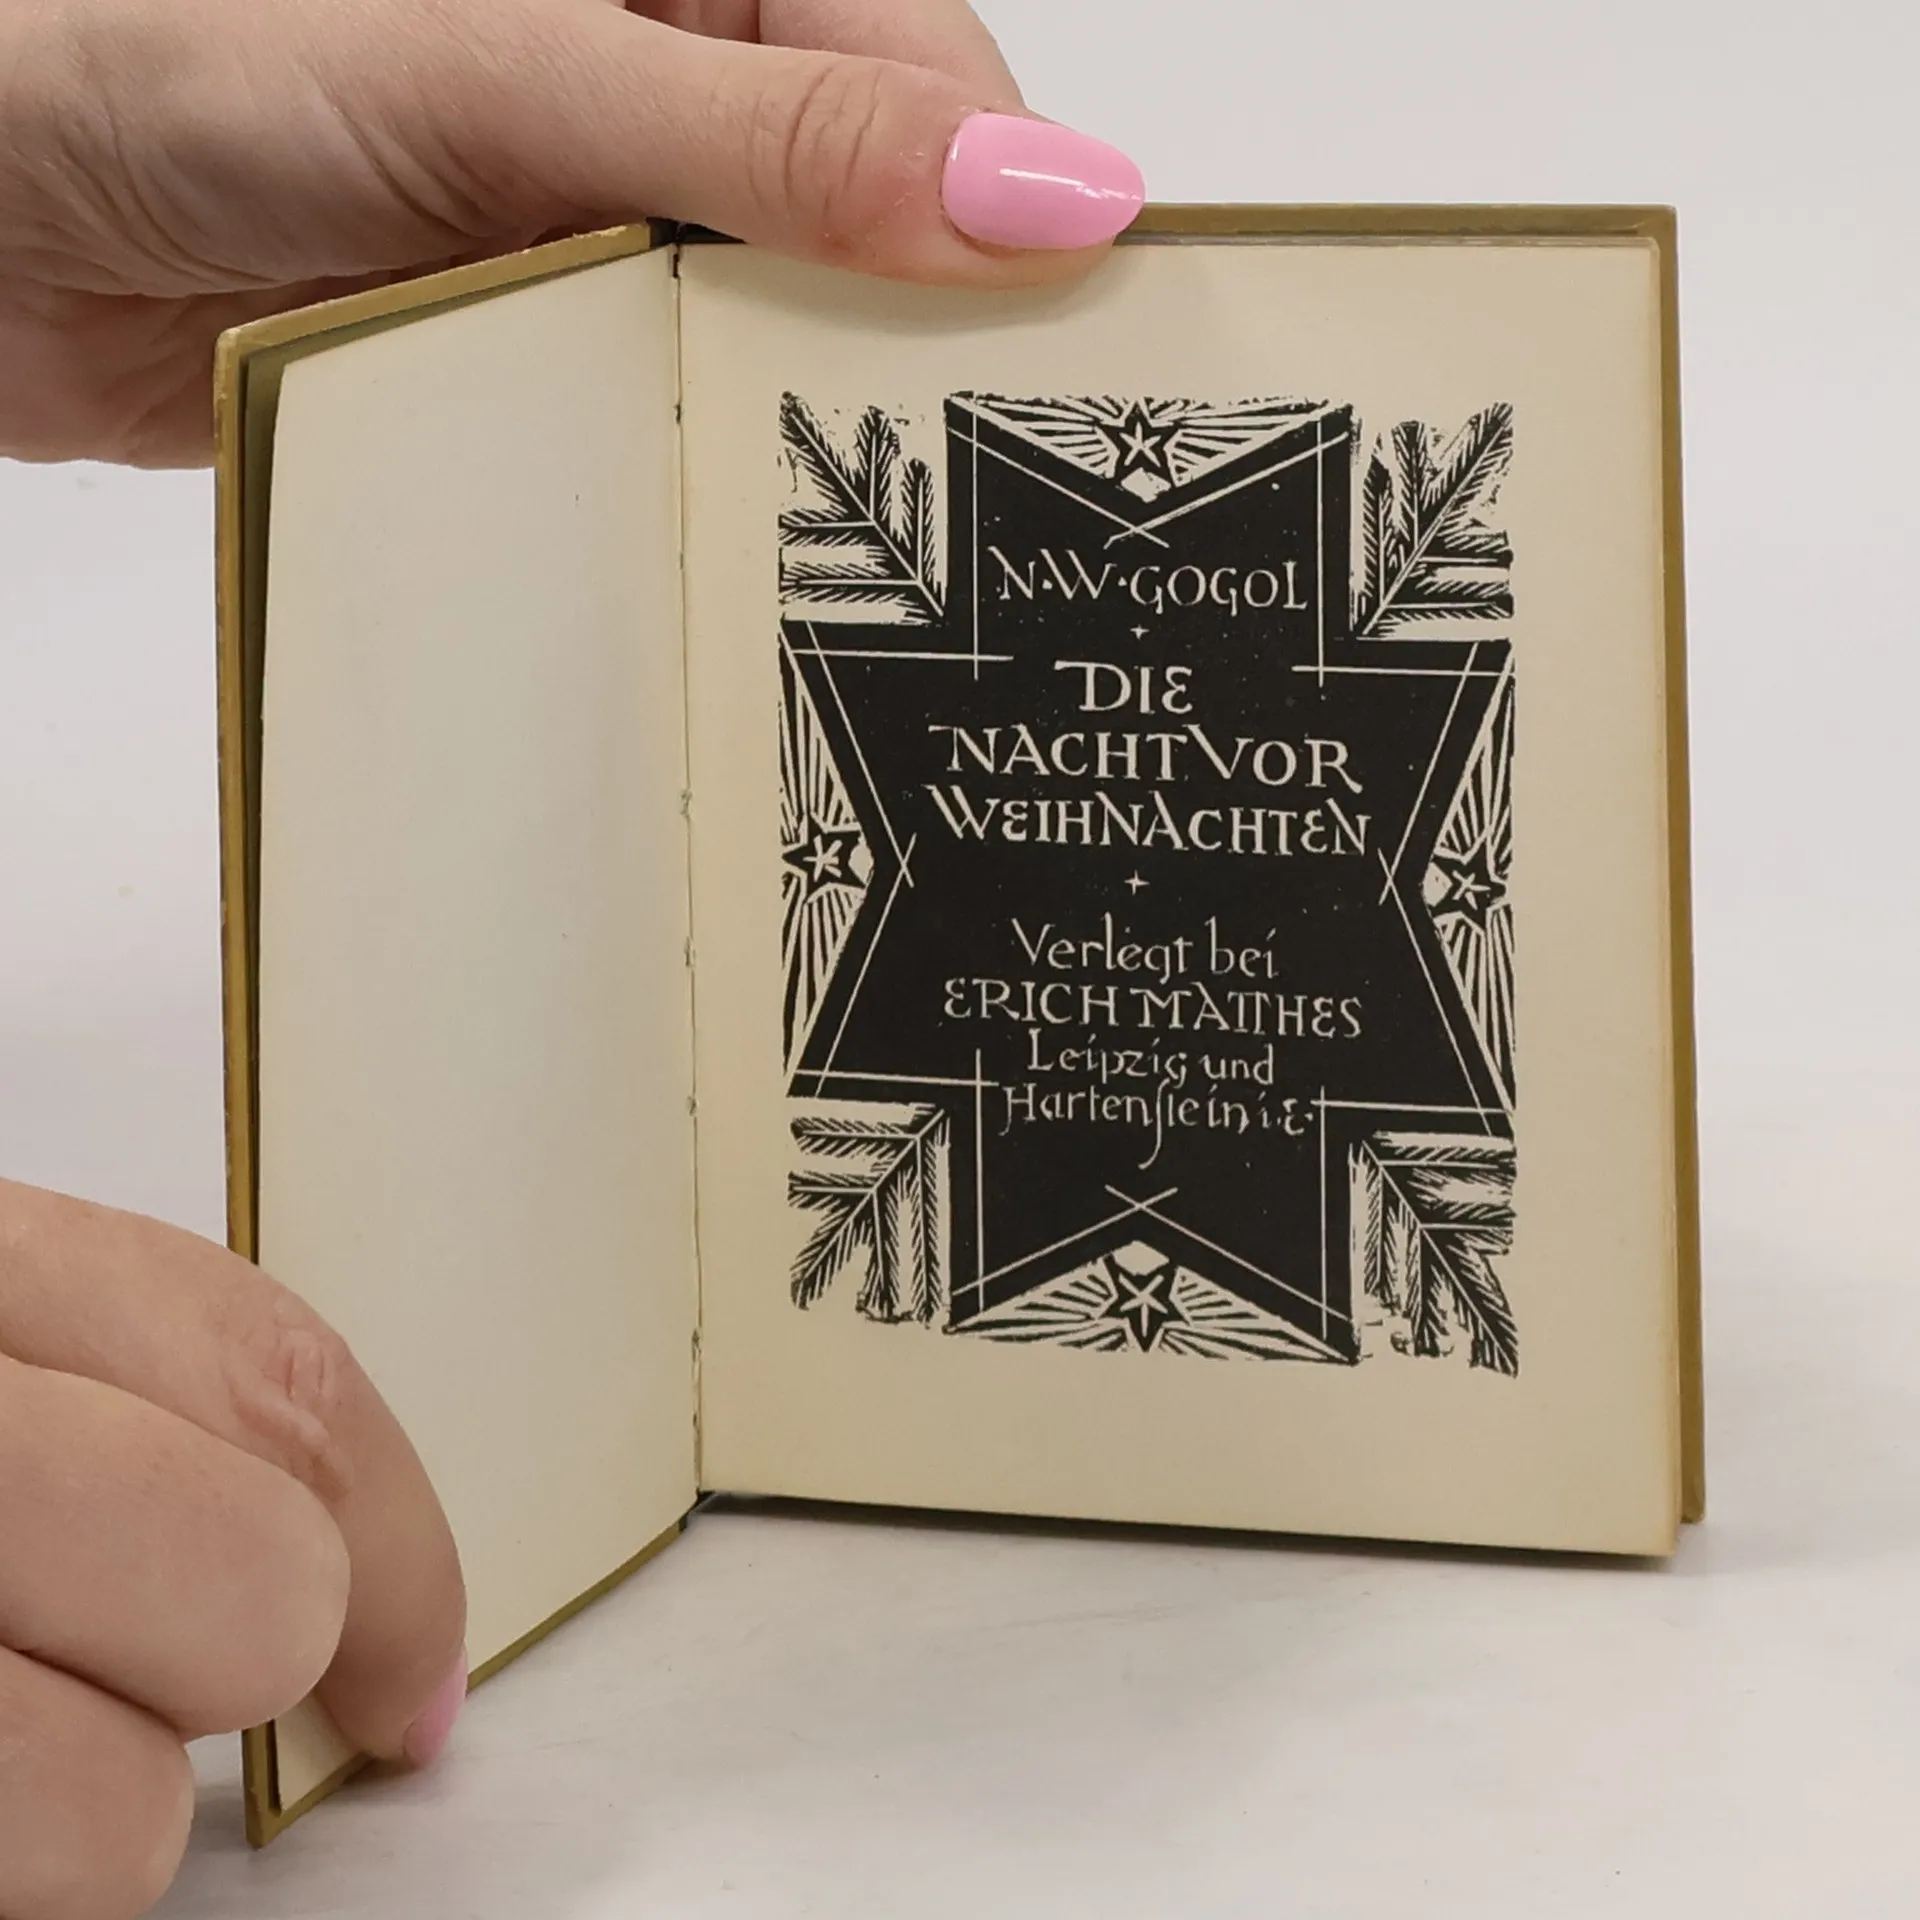 N·W·GOGOL
DIE
NACHT VOR
WEIHNACHTEN
Verlegt bei
ERICH MATTHES
Leipzig und
Hartenſtein i. E.